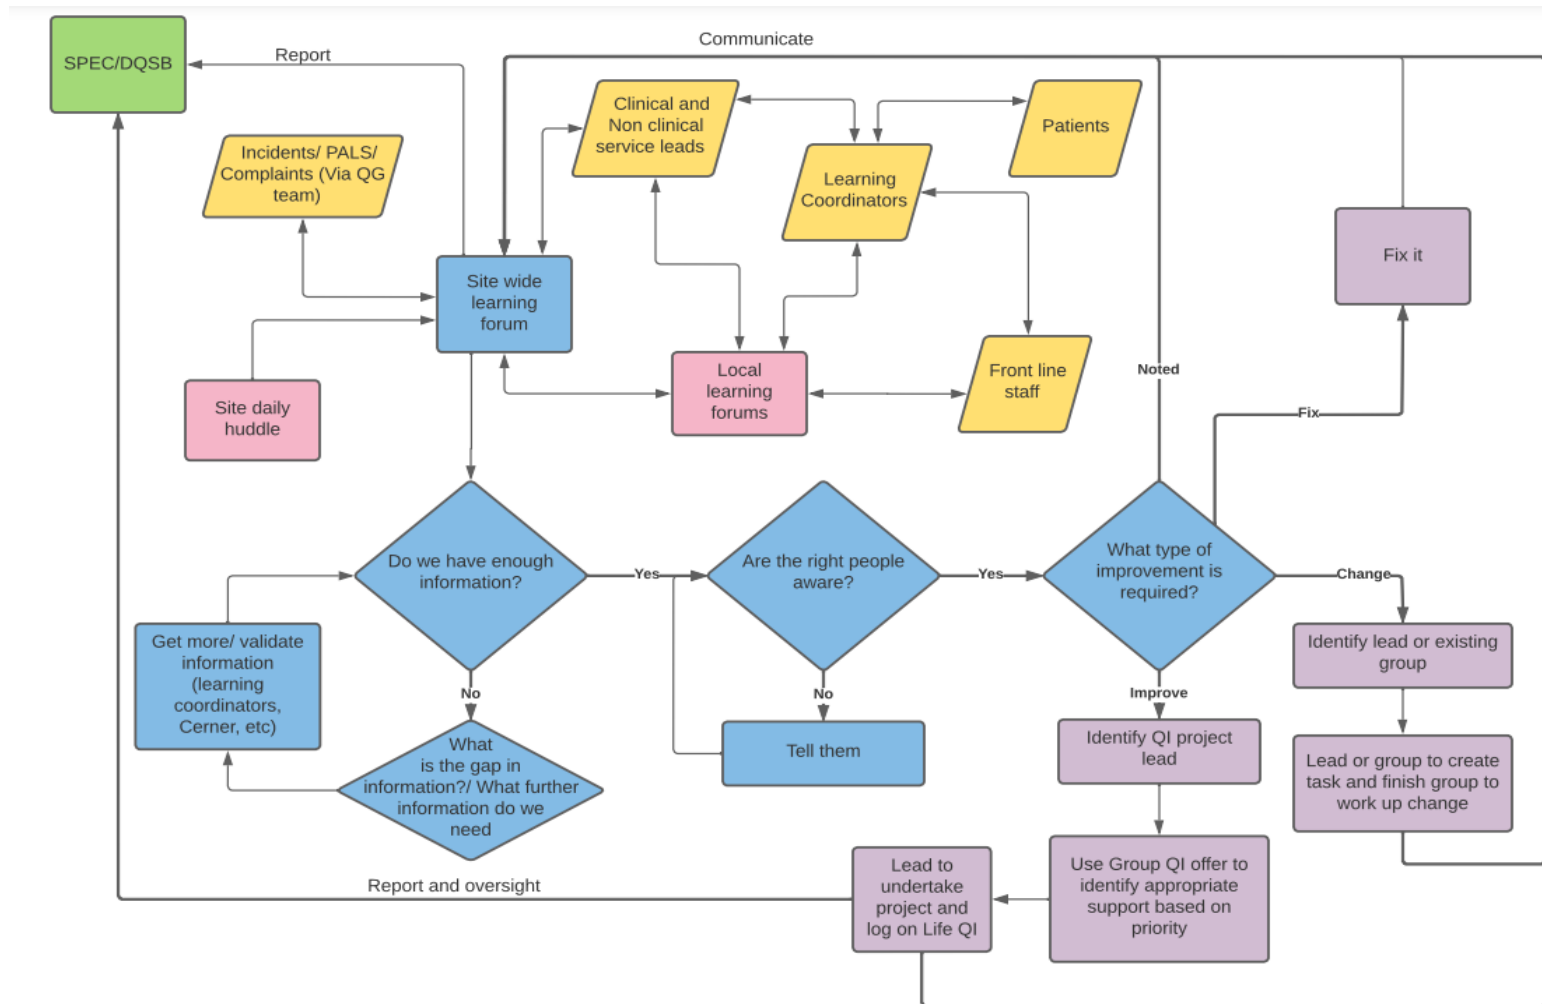 Communicate
SPEC/DQSB
Report
Clinical and
Non clinical
service leads
Patients
Incidents/ PALS/
Complaints (Via QG
team)
Learning
Coordinators
Fix it
Site wide
learning
forum
Local
learning
forums
Front line
staff
Noted
Site daily
huddle
Fix
Do we have enough
information?
Yes
Are the right people
aware?
Yes
What type of
improvement is
required?
Change
Get more/ validate
information
(learning
coordinators,
Cerner, etc)
Identify lead or existing
group
No
No
Improve
What
is the gap in
information?/ What further
information do we
need
Tell them
Identify QI project
lead
Lead or group to create
task and finish group to
work up change
Report and oversight
Lead to
undertake
project and
log on Life QI
Use Group QI offer to
identify appropriate
support based on
priority